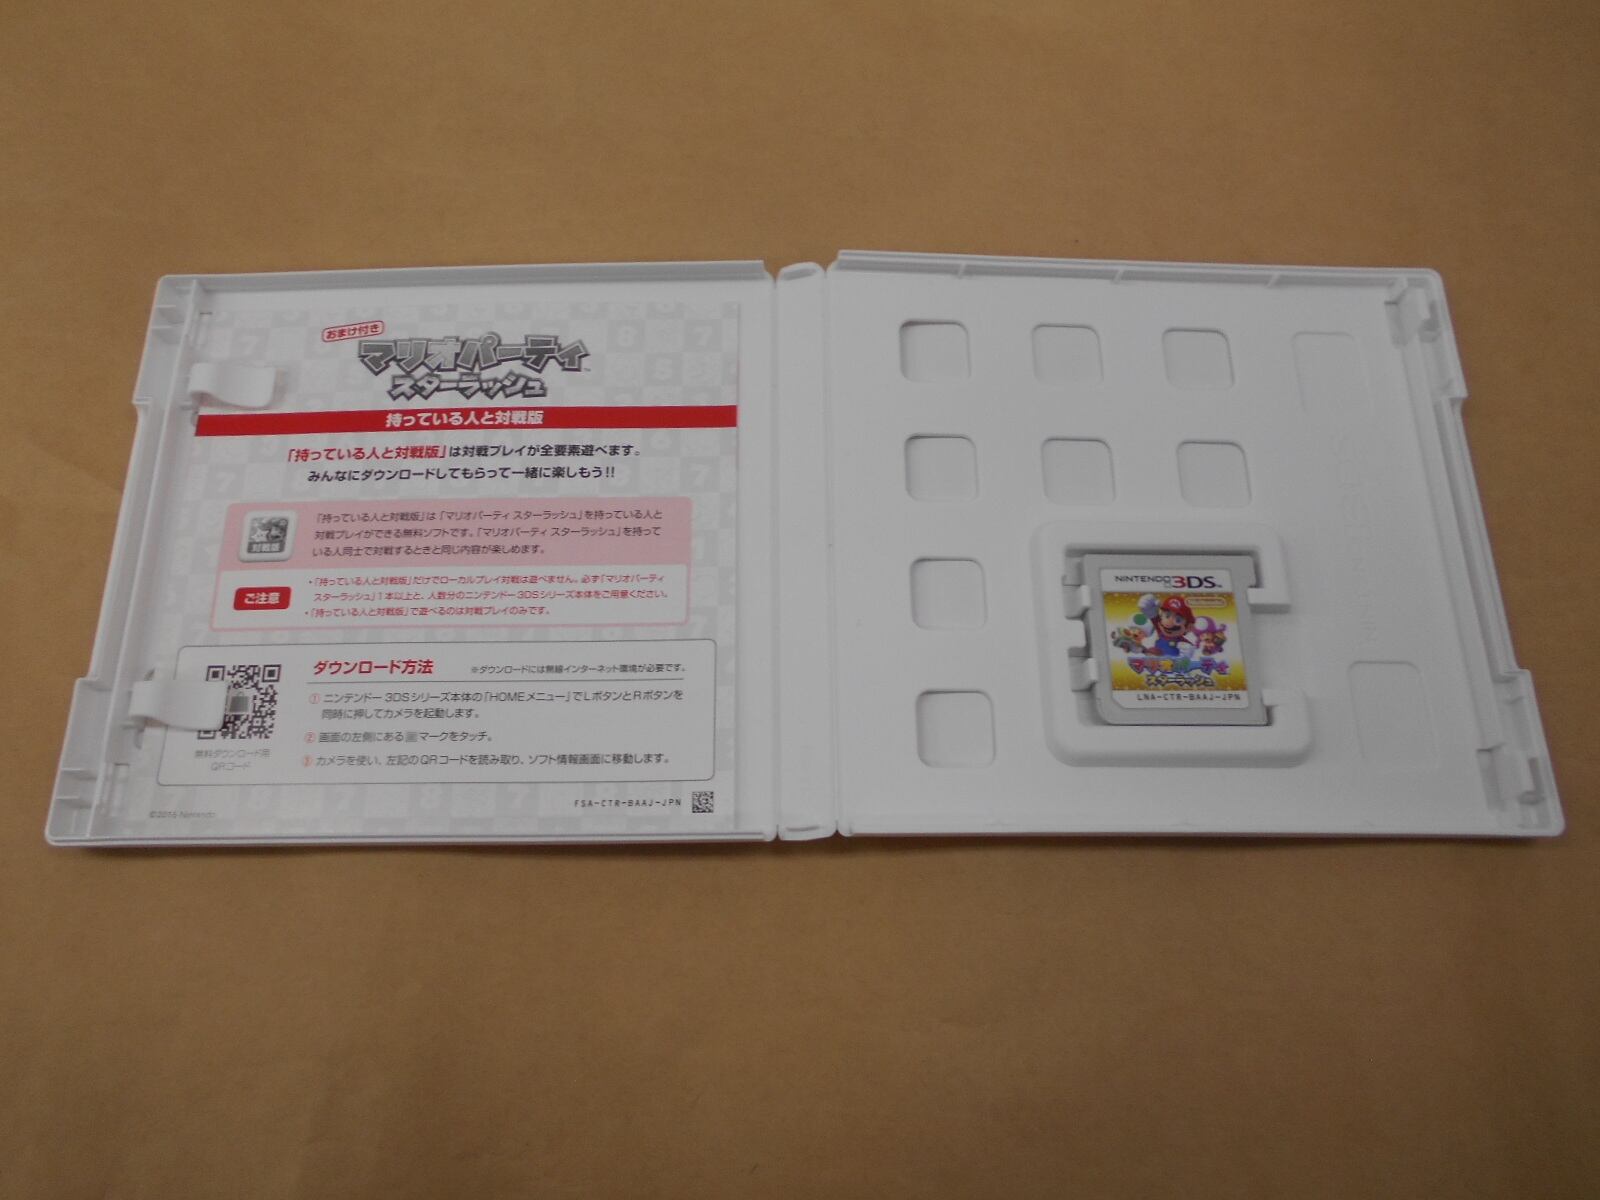 おまけ付き
マリオパーティ™
スターラッシュ
持っている人と対戦版
「持っている人と対戦版」は対戦プレイが全要素遊べます。
みんなにダウンロードしてもらって一緒に楽しもう!!
対戦版
「持っている人と対戦版」は「マリオパーティ スターラッシュ」を持っている人と
対戦プレイができる無料ソフトです。「マリオパーティ スターラッシュ」を持って
いる人同士で対戦するときと同じ内容が楽しめます。
ご注意
・「持っている人と対戦版」だけでローカルプレイ対戦は遊べません。必ず「マリオパーティ
スターラッシュ」1本以上と、人数分のニンテンドー3DSシリーズ本体をご用意ください。
・「持っている人と対戦版」で遊べるのは対戦プレイのみです。
ダウンロード方法
※ダウンロードには無線インターネット環境が必要です。
① ニンテンドー3DSシリーズ本体の「HOMEメニュー」でLボタンとRボタンを
同時に押してカメラを起動します。
② 画面の左側にあるマークをタッチ。
③ カメラを使い、左記のQRコードを読み取り、ソフト情報画面に移動します。
無料ダウンロード用
QRコード
©2016 Nintendo
FSA-CTR-BAAJ-JPN
NINTENDO 3DS™
Nintendo
マリオパーティ
スターラッシュ
LNA-CTR-BAAJ-JPN